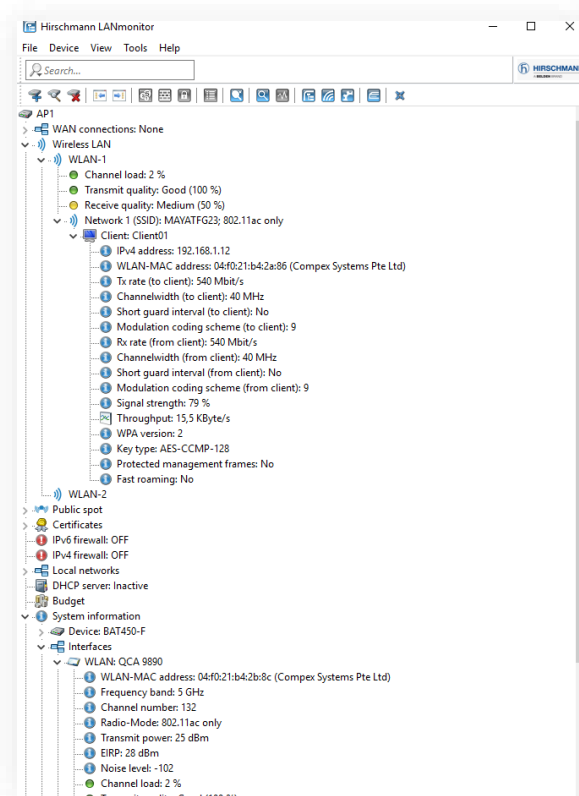 Hirschmann LANmonitor
File Device View Tools Help
Search...
HIRSCHMANN
AP1
WAN connections: None
Wireless LAN
WLAN-1
Channel load: 2 %
Transmit quality: Good (100 %)
Receive quality: Medium (50 %)
Network 1 (SSID): MAYATFG23; 802.11ac only
Client: Client01
IPv4 address: 192.168.1.12
WLAN-MAC address: 04:f0:21:b4:2a:86 (Compex Systems Pte Ltd)
Tx rate (to client): 540 Mbit/s
Channelwidth (to client): 40 MHz
Short guard interval (to client): No
Modulation coding scheme (to client): 9
Rx rate (from client): 540 Mbit/s
Channelwidth (from client): 40 MHz
Short guard interval (from client): No
Modulation coding scheme (from client): 9
Signal strength: 79 %
Throughput: 15,5 KByte/s
WPA version: 2
Key type: AES-CCMP-128
Protected management frames: No
Fast roaming: No
WLAN-2
Public spot
Certificates
IPv6 firewall: OFF
IPv4 firewall: OFF
Local networks
DHCP server: Inactive
Budget
System information
Device: BAT450-F
Interfaces
WLAN: QCA 9890
WLAN-MAC address: 04:f0:21:b4:2b:8c (Compex Systems Pte Ltd)
Frequency band: 5 GHz
Channel number: 132
Radio-Mode: 802.11ac only
Transmit power: 25 dBm
EIRP: 28 dBm
Noise level: -102
Channel load: 2 %